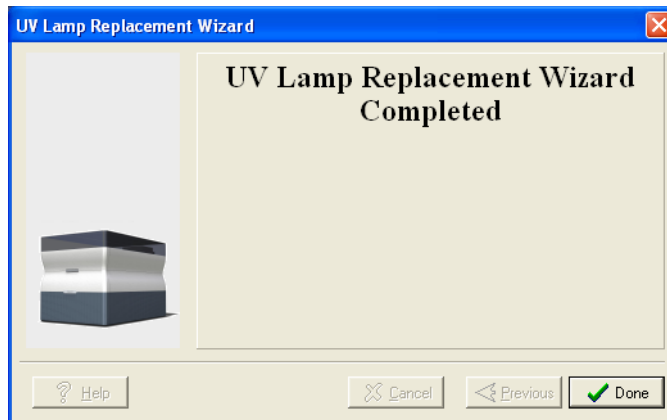 UV Lamp Replacement Wizard
UV Lamp Replacement Wizard
Completed
Help
Cancel
Previous
Done